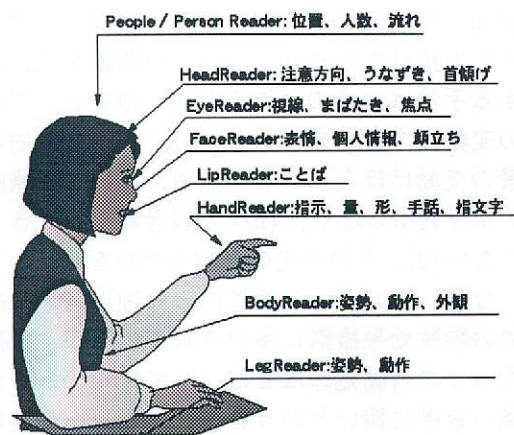 People / Person Reader: 位置、人数、流れ
HeadReader: 注意方向、うなずき、首傾げ
EyeReader: 視線、まばたき、焦点
FaceReader: 表情、個人情報、顔立ち
LipReader: ことば
HandReader:指示、量、形、手話、指文字
BodyReader:姿勢、動作、外観
LegReader:姿勢、動作